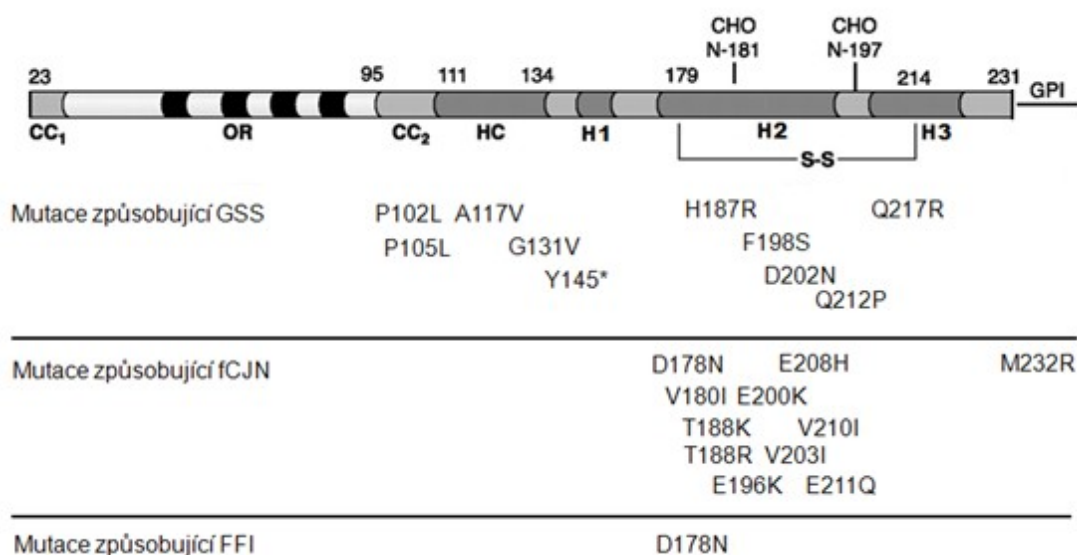 CHO CHO
N-181 N-197
23 95 111 134 179 214 231 GPI
CC1 OR CC2 HC H1 H2 H3
S-S
Mutace způsobující GSS P102L A117V H187R Q217R
P105L G131V F198S
Y145* D202N
Q212P
Mutace způsobující fCJN D178N E208H M232R
V180I E200K
T188K V210I
T188R V203I
E196K E211Q
Mutace způsobující FFI D178N